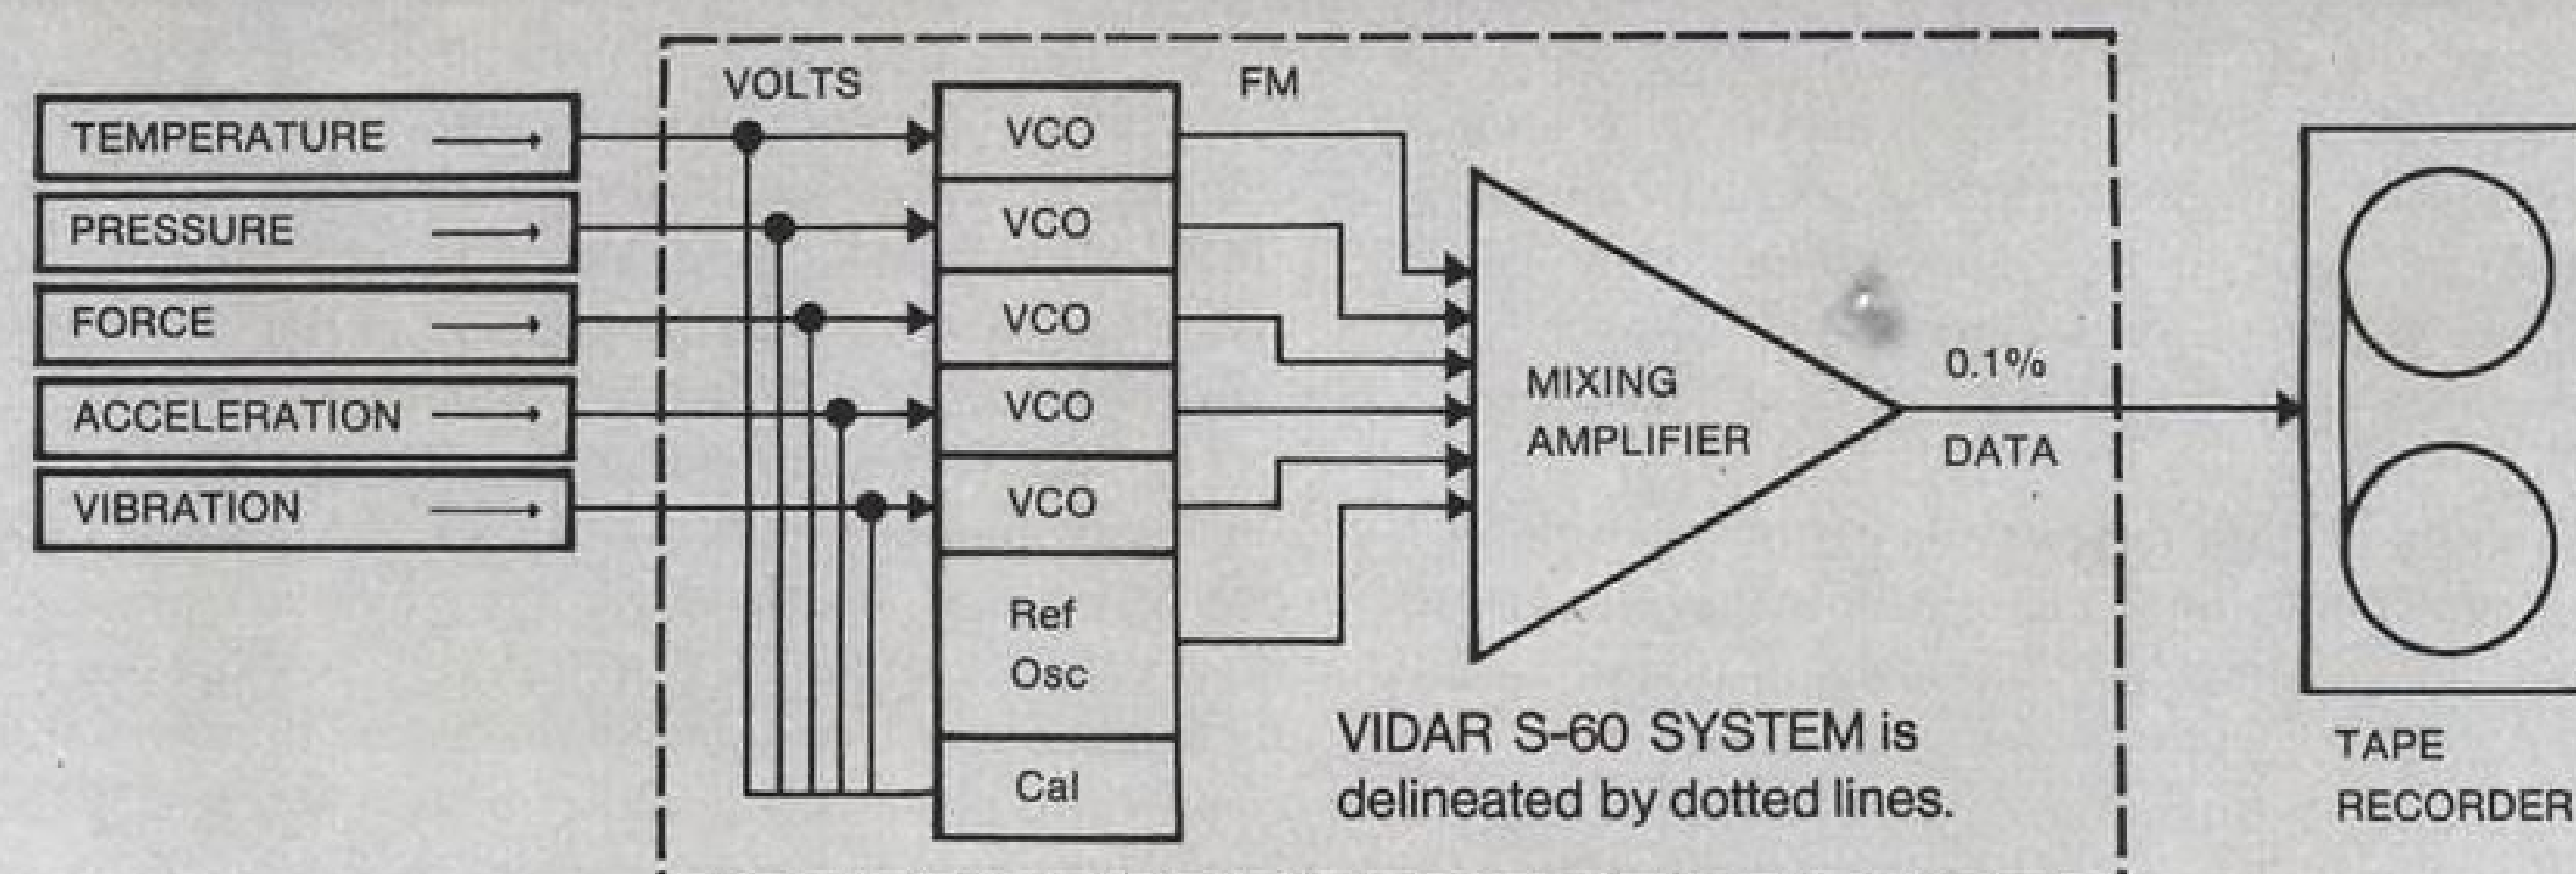 VOLTS
FM
TEMPERATURE
PRESSURE
FORCE
ACCELERATION
VIBRATION
VCO
VCO
VCO
VCO
VCO
Ref
Osc
Cal
MIXING
AMPLIFIER
0.1%
DATA
VIDAR S-60 SYSTEM is
delineated by dotted lines.
TAPE
RECORDER